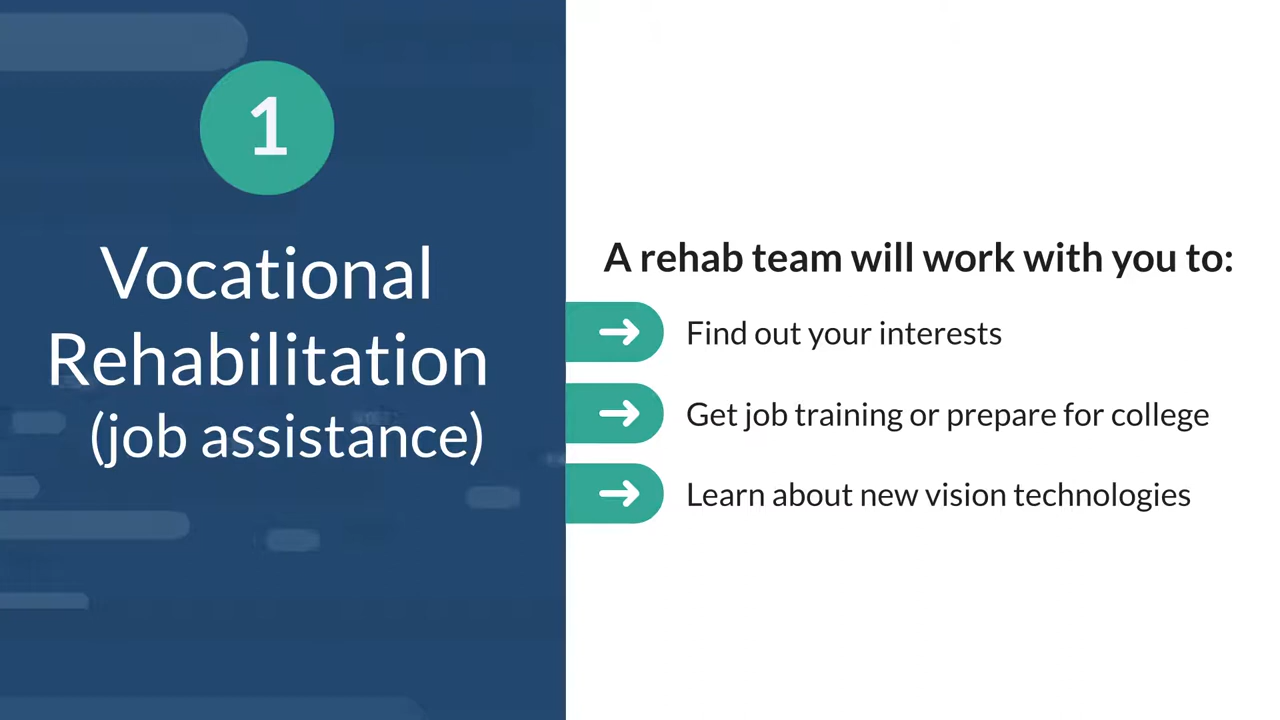 1
Vocational
Rehabilitation
(job assistance)
A rehab team will work with you to:
Find out your interests
Get job training or prepare for college
Learn about new vision technologies